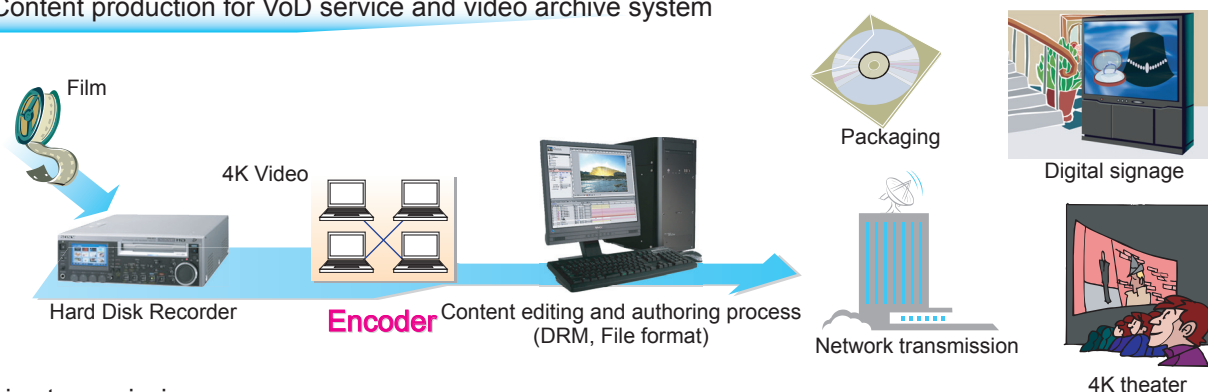 Content production for VoD service and video archive system
Film
4K Video
Hard Disk Recorder
Encoder
Content editing and authoring process
(DRM, File format)
Packaging
Digital signage
Network transmission
4K theater